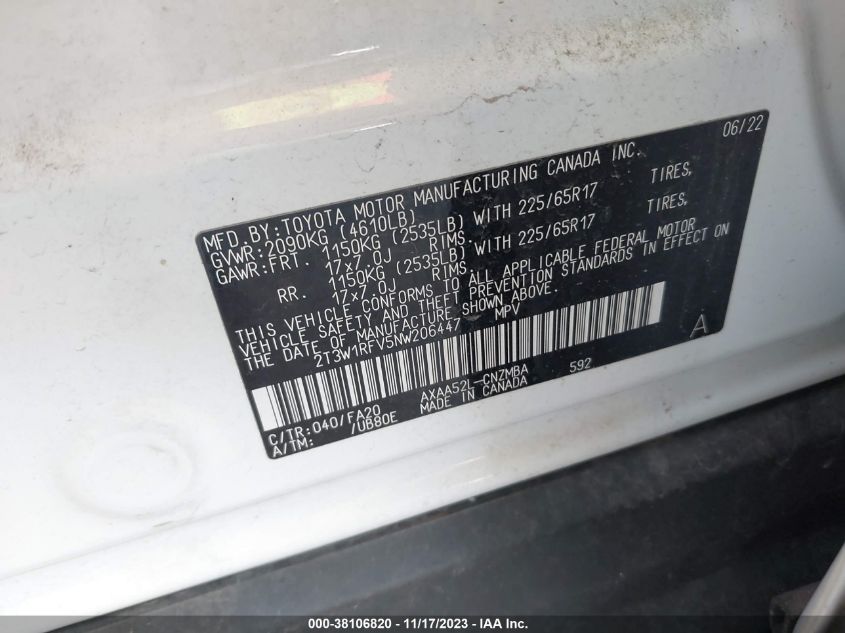 06/22
MFD. BY: TOYOTA MOTOR MANUFACTURING CANADA INC.
GVWR: 2090KG (4610LB)
GAWR: FRT. 1150KG (2535LB) WITH 225/65R17 TIRES,
17x7.0J RIMS.
RR. 1150KG (2535LB) WITH 225/65R17 TIRES,
17x7.0J RIMS.
THIS VEHICLE CONFORMS TO ALL APPLICABLE FEDERAL MOTOR
VEHICLE SAFETY AND THEFT PREVENTION STANDARDS IN EFFECT ON
THE DATE OF MANUFACTURE SHOWN ABOVE.
2T3W1RFV5NW206447 MPV
A
C/TR: 040/FA20 AXAA52L-CNZMBA 592
A/TM: /UB80E MADE IN CANADA
000-38106820 - 11/17/2023 - IAA Inc.